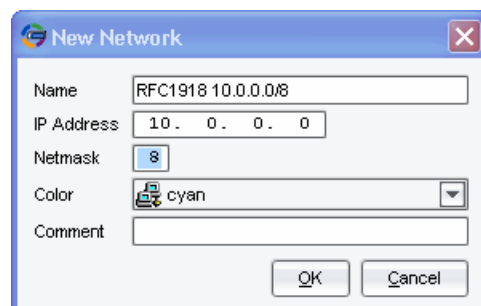 New Network
Name RFC1918 10.0.0.0/8
IP Address 10. 0. 0. 0
Netmask 8
Color cyan
Comment
OK Cancel